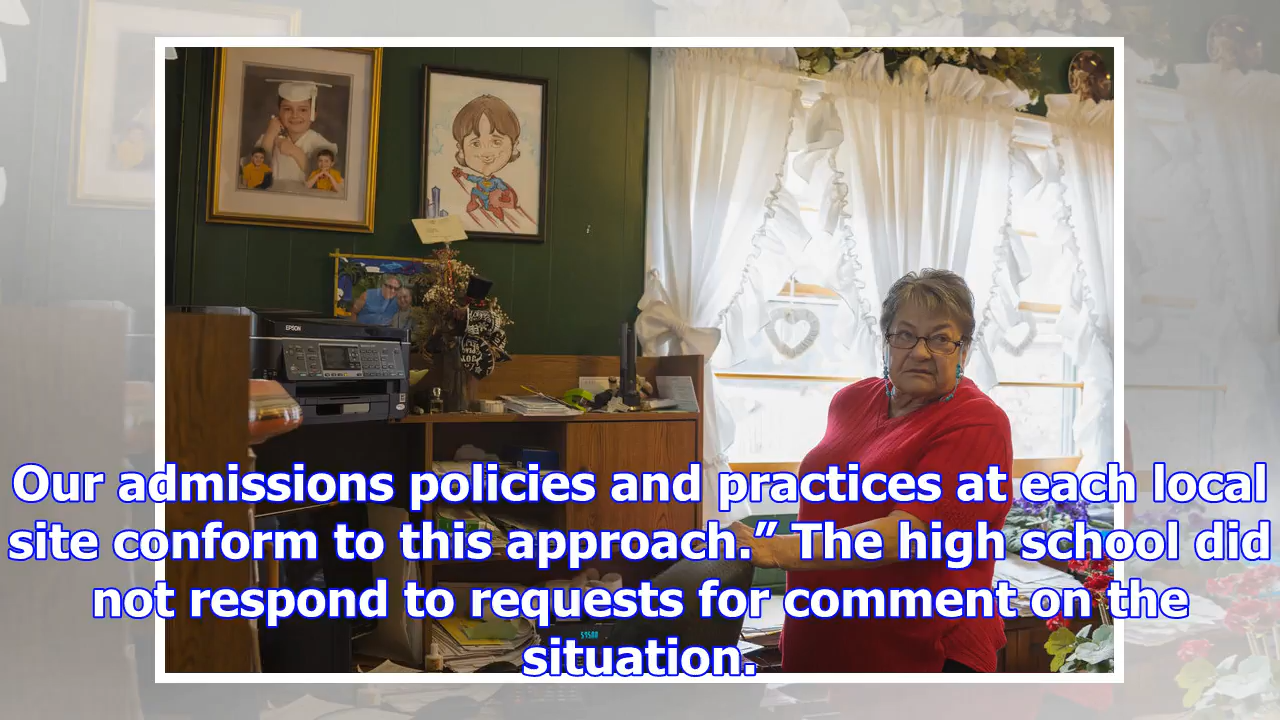 EPSON
Our admissions policies and practices at each local
site conform to this approach.” The high school did
not respond to requests for comment on the
situation.